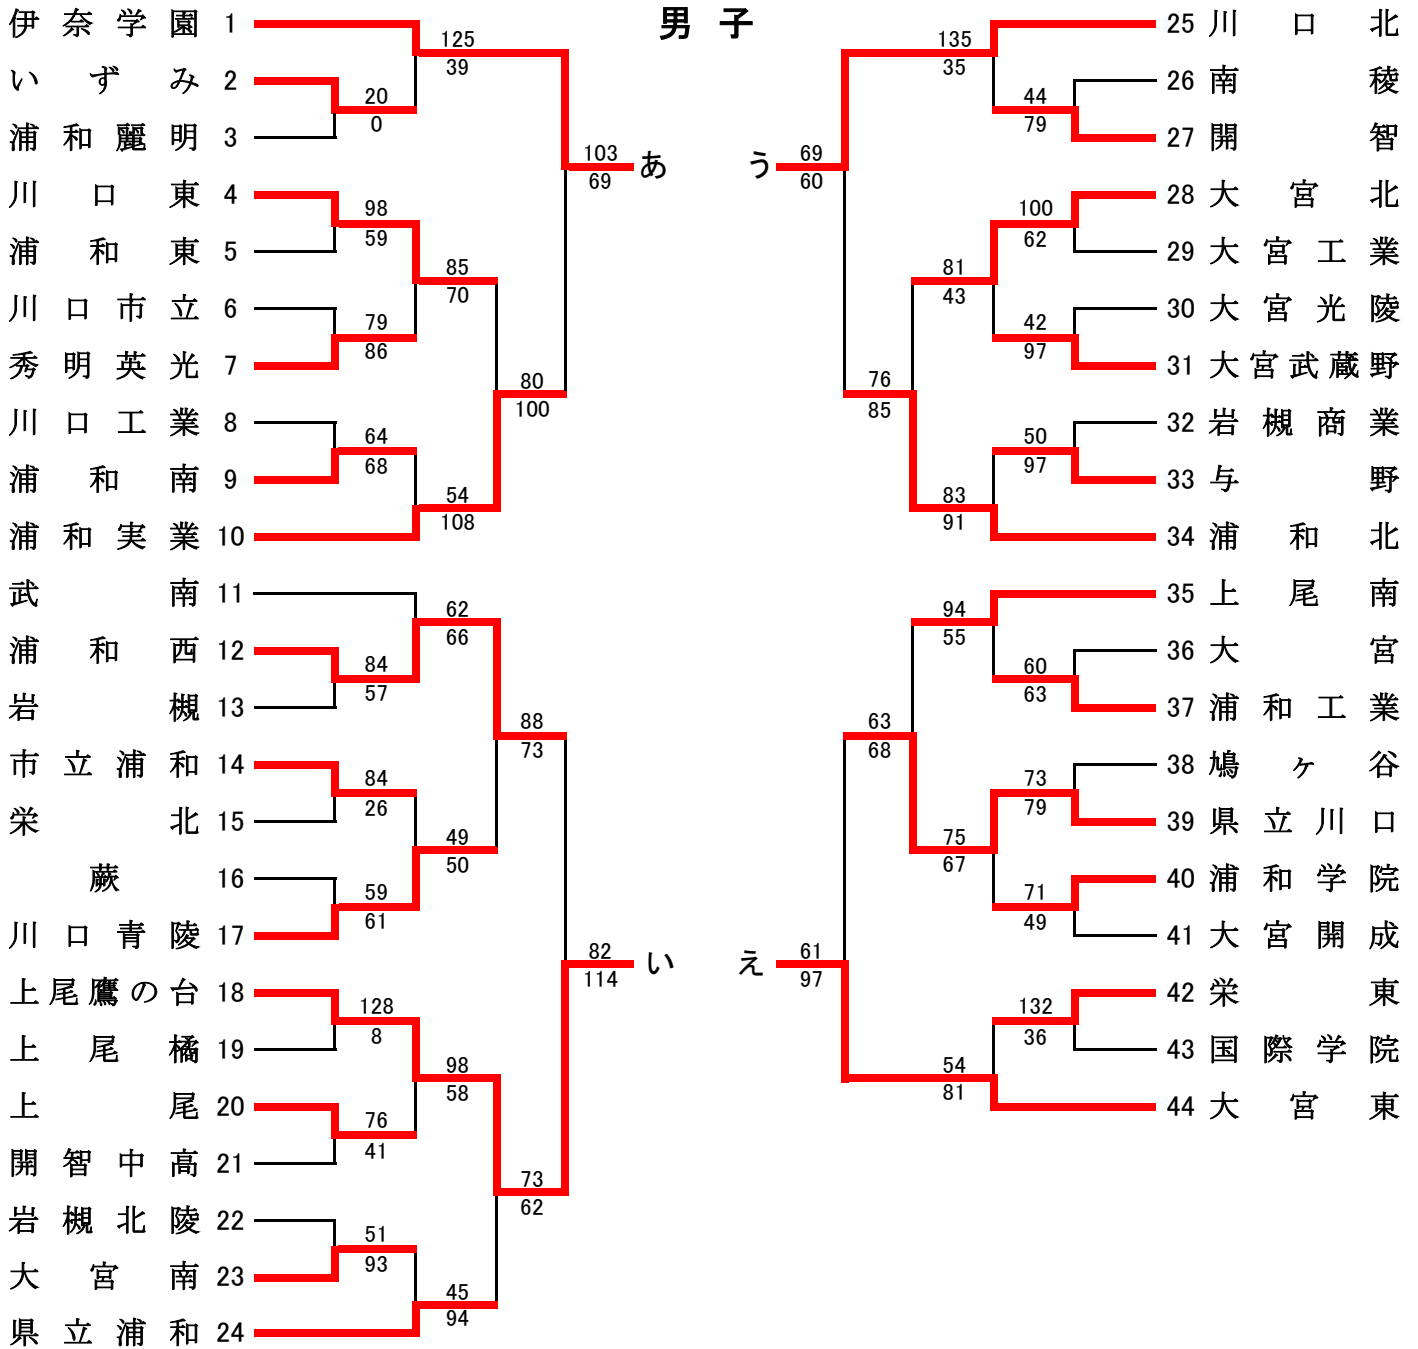 男子
伊奈学園 1
いずみ 2
浦和麗明 3
川口東 4
浦和東 5
川口市立 6
秀明英光 7
川口工業 8
浦和南 9
浦和実業 10
武南 11
浦和西 12
岩槻 13
市立浦和 14
栄北 15
蕨 16
川口青陵 17
上尾鷹の台 18
上尾橘 19
上尾 20
開智中高 21
岩槻北陵 22
大宮南 23
県立浦和 24
20
0
98
59
79
86
64
68
84
57
84
26
59
61
128
8
76
41
51
93
125
39
85
70
54
108
62
66
49
50
98
58
45
94
80
100
88
73
73
62
103
69
あ
82
114
い
う
69
60
え
61
97
76
85
63
68
135
35
81
43
83
91
94
55
75
67
54
81
44
79
100
62
42
97
50
97
60
63
73
79
71
49
132
36
25 川口北
26 南稜
27 開智
28 大宮北
29 大宮工業
30 大宮光陵
31 大宮武蔵野
32 岩槻商業
33 与野
34 浦和北
35 上尾南
36 大宮
37 浦和工業
38 鳩ヶ谷
39 県立川口
40 浦和学院
41 大宮開成
42 栄東
43 国際学院
44 大宮東